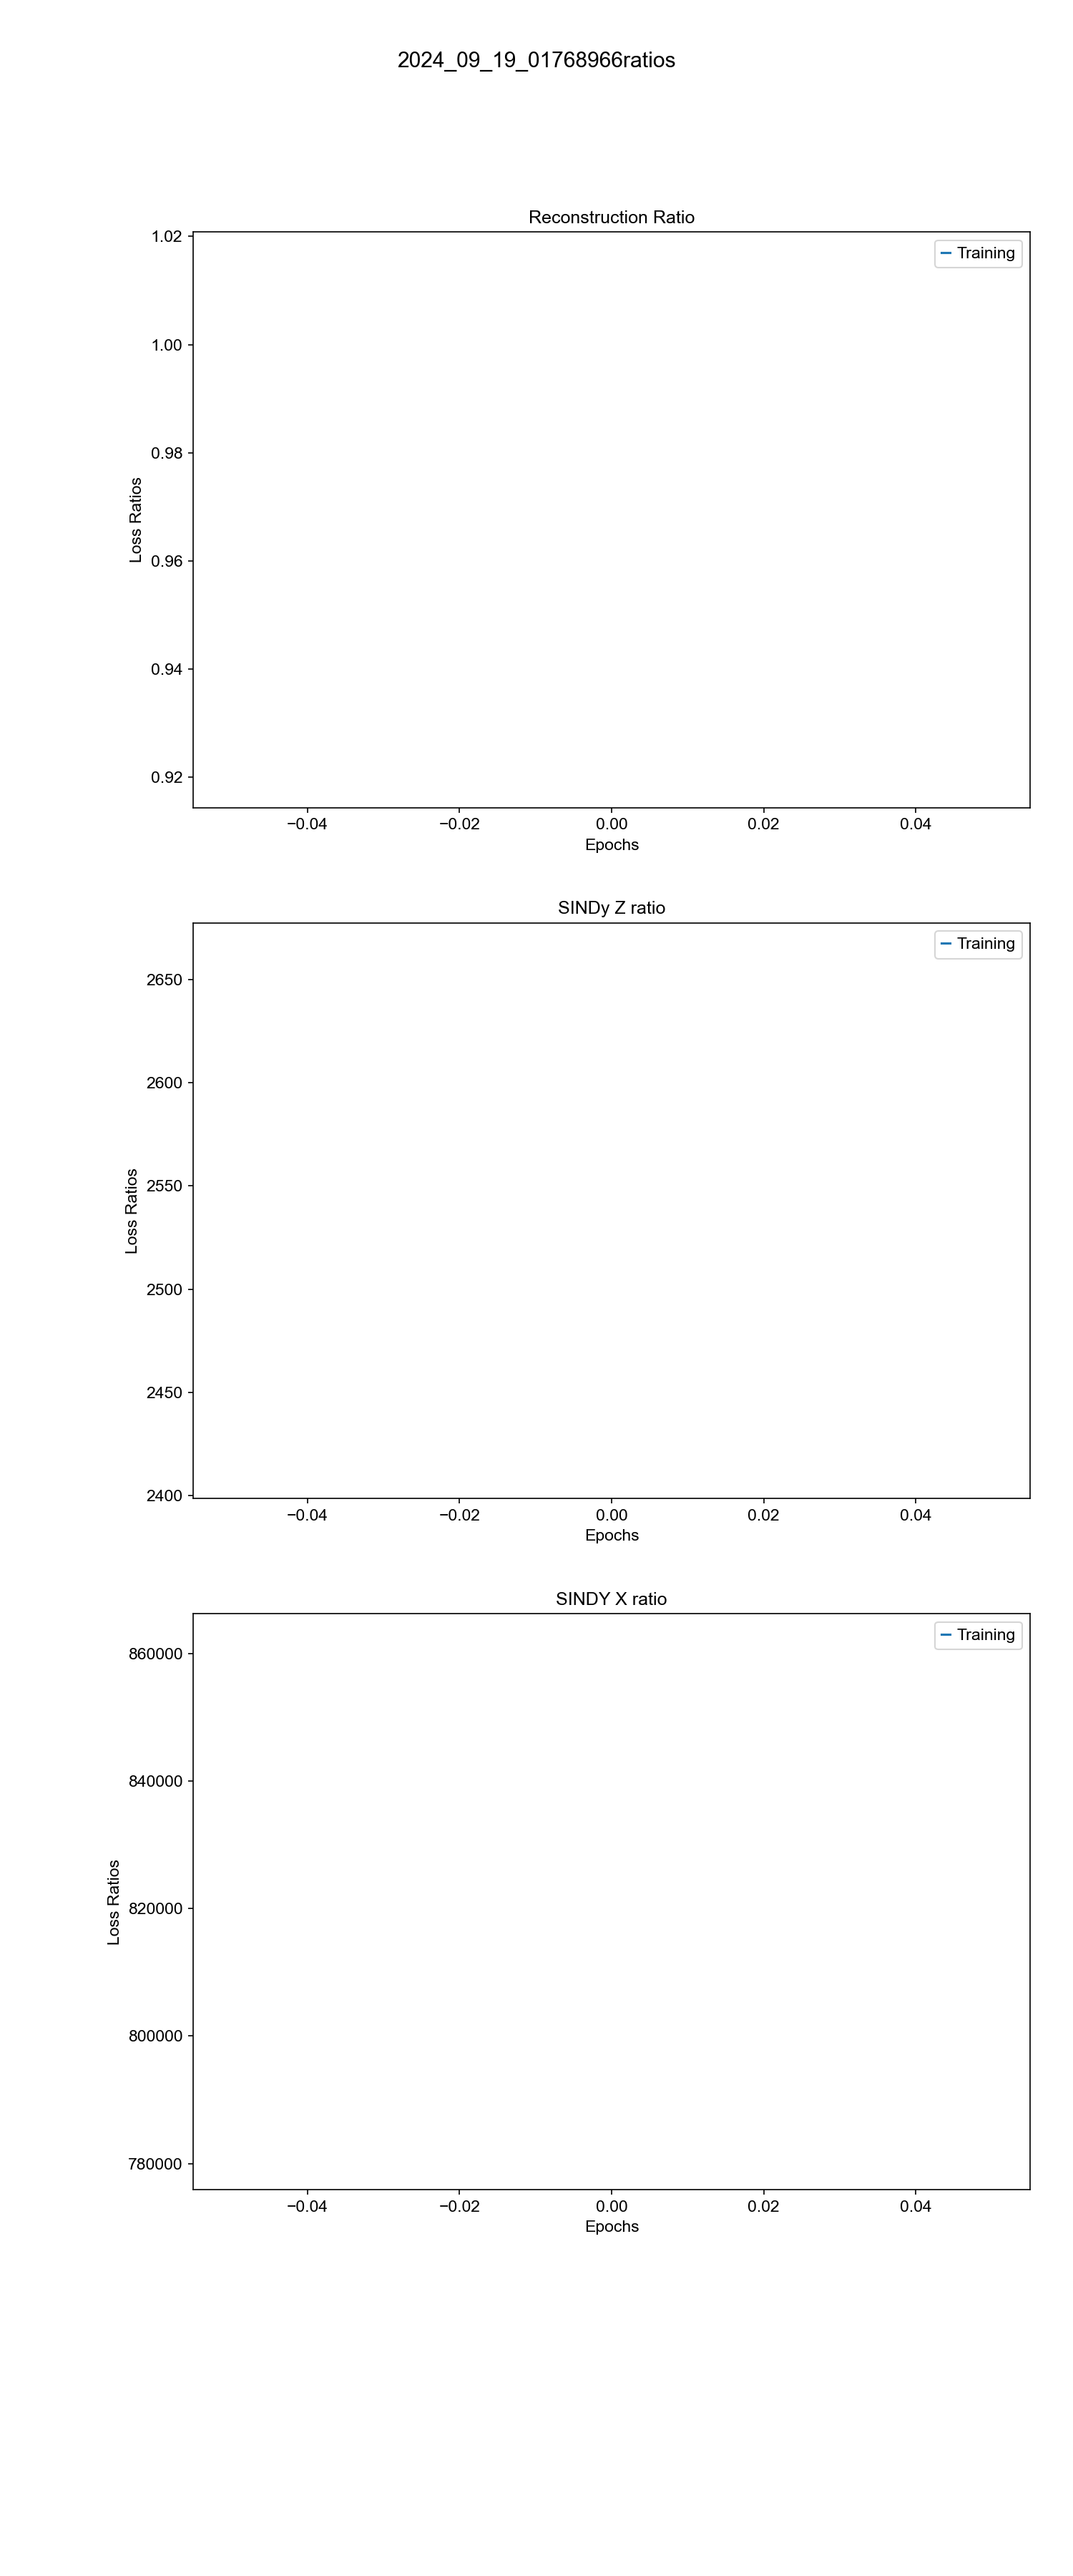 2024_09_19_01768966ratios
Reconstruction Ratio
Training
1.02
1.00
0.98
0.96
0.94
0.92
Loss Ratios
−0.04 −0.02 0.00 0.02 0.04
Epochs
SINDy Z ratio
Training
2650
2600
2550
2500
2450
2400
Loss Ratios
−0.04 −0.02 0.00 0.02 0.04
Epochs
SINDY X ratio
Training
860000
840000
820000
800000
780000
Loss Ratios
−0.04 −0.02 0.00 0.02 0.04
Epochs